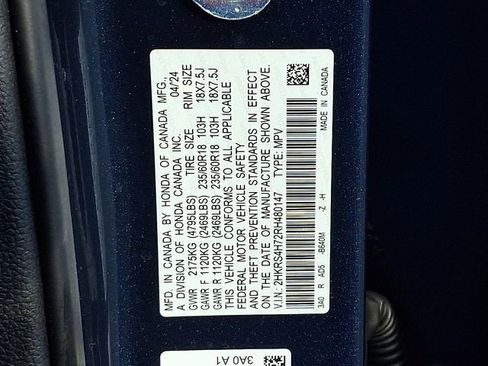 MFD. IN CANADA BY HONDA OF CANADA MFG.,
A DIVISION OF HONDA CANADA INC. 04/24
TIRE SIZE RIM SIZE
GVWR 2175KG (4795LBS)
GAWR F 1120KG (2469LBS) 235/60R18 103H 18X7.5J
GAWR R 1120KG (2469LBS) 235/60R18 103H 18X7.5J
THIS VEHICLE CONFORMS TO ALL APPLICABLE
FEDERAL MOTOR VEHICLE SAFETY
AND THEFT PREVENTION STANDARDS IN EFFECT
ON THE DATE OF MANUFACTURE SHOWN ABOVE.
V.I.N. 2HKRS4H72RH480147 TYPE: MPV
3A0 R AD5 -B640M -Z -H MADE IN CANADA
3A0 A1